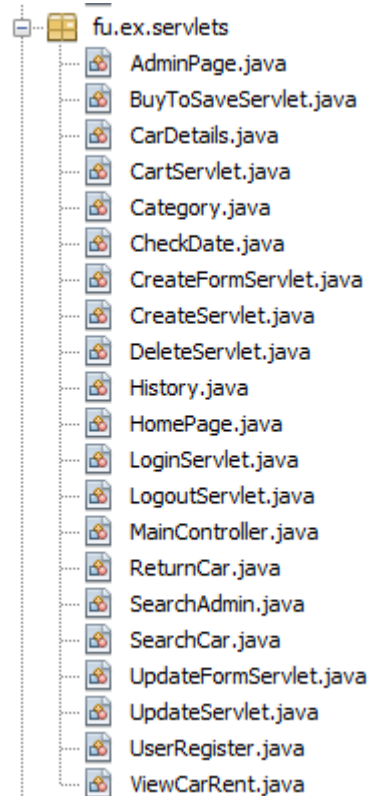 fu.ex.servlets
AdminPage.java
BuyToSaveServlet.java
CarDetails.java
CartServlet.java
Category.java
CheckDate.java
CreateFormServlet.java
CreateServlet.java
DeleteServlet.java
History.java
HomePage.java
LoginServlet.java
LogoutServlet.java
MainController.java
ReturnCar.java
SearchAdmin.java
SearchCar.java
UpdateFormServlet.java
UpdateServlet.java
UserRegister.java
ViewCarRent.java